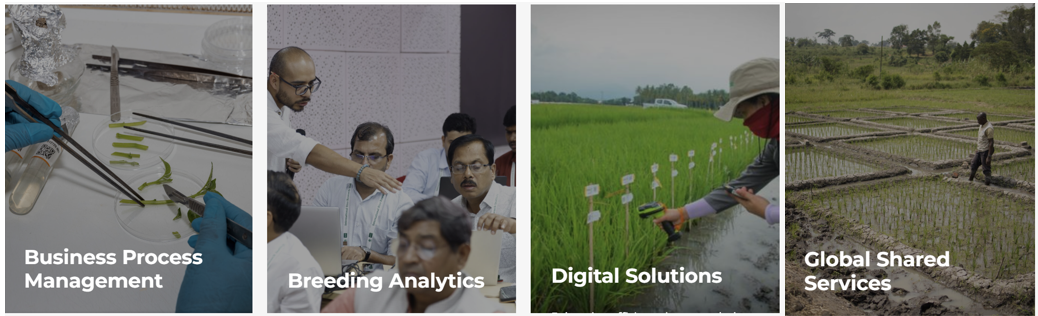 Business Process
Management
Breeding Analytics
Digital Solutions
Global Shared
Services